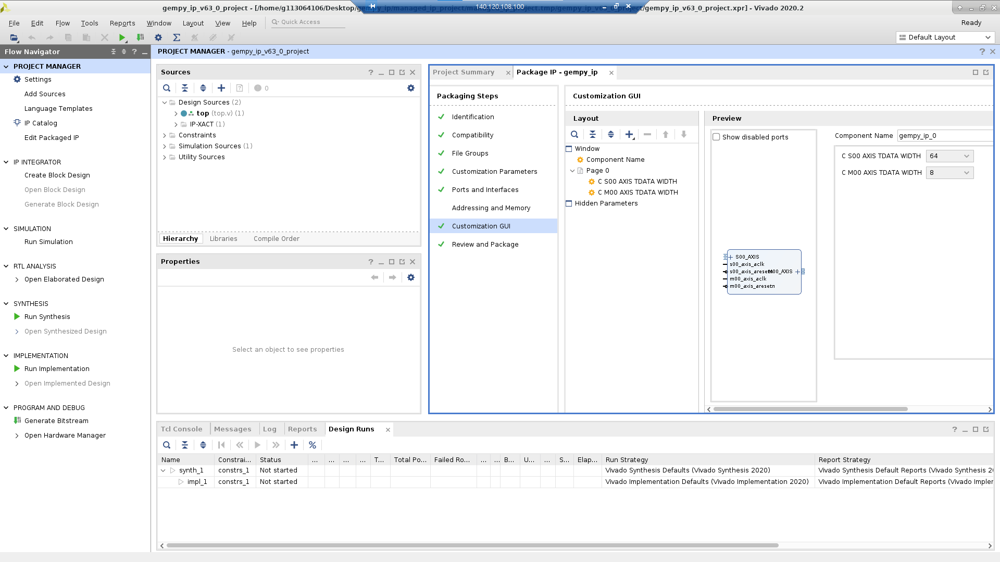 gempy_ip_v63_0_project - [/home/g113064106/Desktop/gempy_ip/managed_ip_project/
/gempy_ip_v63_0_project.xpr] - Vivado 2020.2
140.120.108.100
File Edit Flow Tools Reports Window Layout View Help
Quick Access
Ready
Default Layout
Flow Navigator
PROJECT MANAGER
Settings
Add Sources
Language Templates
IP Catalog
Edit Packaged IP
IP INTEGRATOR
Create Block Design
Open Block Design
Generate Block Design
SIMULATION
Run Simulation
RTL ANALYSIS
Open Elaborated Design
SYNTHESIS
Run Synthesis
Open Synthesized Design
IMPLEMENTATION
Run Implementation
Open Implemented Design
PROGRAM AND DEBUG
Generate Bitstream
Open Hardware Manager
PROJECT MANAGER - gempy_ip_v63_0_project
Sources
0
Design Sources (2)
top (top.v) (1)
IP-XACT (1)
Constraints
Simulation Sources (1)
Utility Sources
Hierarchy Libraries Compile Order
Properties
Select an object to see properties
Project Summary
Package IP - gempy_ip
Packaging Steps
Identification
Compatibility
File Groups
Customization Parameters
Ports and Interfaces
Addressing and Memory
Customization GUI
Review and Package
Customization GUI
Layout
Window
Component Name
Page 0
C S00 AXIS TDATA WIDTH
C M00 AXIS TDATA WIDTH
Hidden Parameters
Preview
Show disabled ports
S00_AXIS
s00_axis_aclk
s00_axis_aresetn
M00_AXIS
m00_axis_aclk
m00_axis_aresetn
Component Name gempy_ip_0
C S00 AXIS TDATA WIDTH 64
C M00 AXIS TDATA WIDTH 8
Tcl Console Messages Log Reports Design Runs
Name Constrai... Status ... ... ... ... T... Total Po... Failed Ro... ... ... B... U... ... S... Elap... Run Strategy Report Strategy
synth_1 constrs_1 Not started Vivado Synthesis Defaults (Vivado Synthesis 2020) Vivado Synthesis Default Reports (Vivado Synthesis 2
impl_1 constrs_1 Not started Vivado Implementation Defaults (Vivado Implementation 2020) Vivado Implementation Default Reports (Vivado Impler